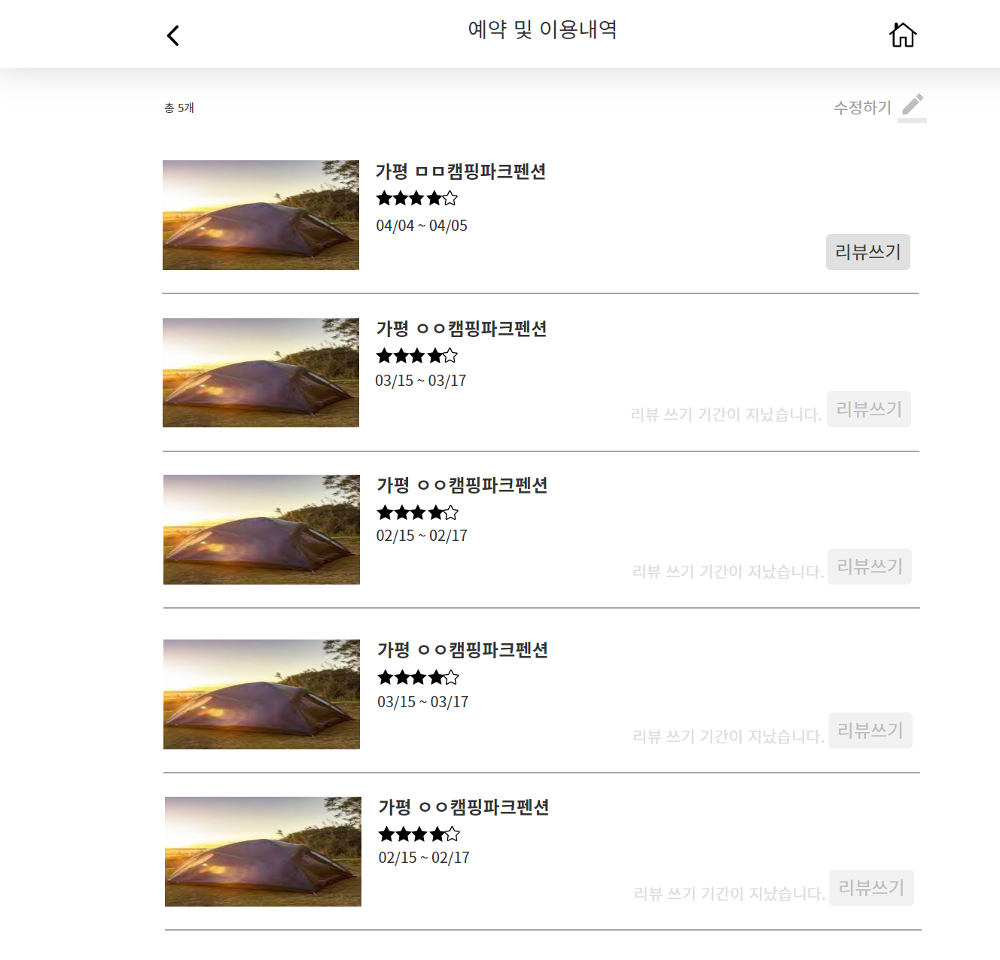 예약 및 이용내역
총 5개
수정하기
가평 ㅁㅁ캠핑파크펜션
04/04 ~ 04/05
리뷰쓰기
가평 ㅇㅇ캠핑파크펜션
03/15 ~ 03/17
리뷰 쓰기 기간이 지났습니다. 리뷰쓰기
가평 ㅇㅇ캠핑파크펜션
02/15 ~ 02/17
리뷰 쓰기 기간이 지났습니다. 리뷰쓰기
가평 ㅇㅇ캠핑파크펜션
03/15 ~ 03/17
리뷰 쓰기 기간이 지났습니다. 리뷰쓰기
가평 ㅇㅇ캠핑파크펜션
02/15 ~ 02/17
리뷰 쓰기 기간이 지났습니다. 리뷰쓰기